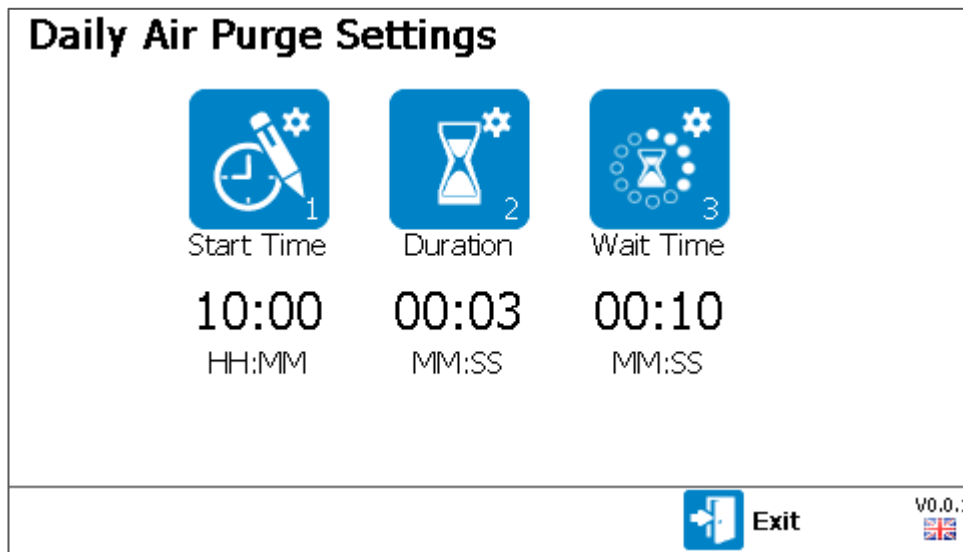 Daily Air Purge Settings
1 2 3
Start Time Duration Wait Time
10:00 00:03 00:10
HH:MM MM:SS MM:SS
Exit